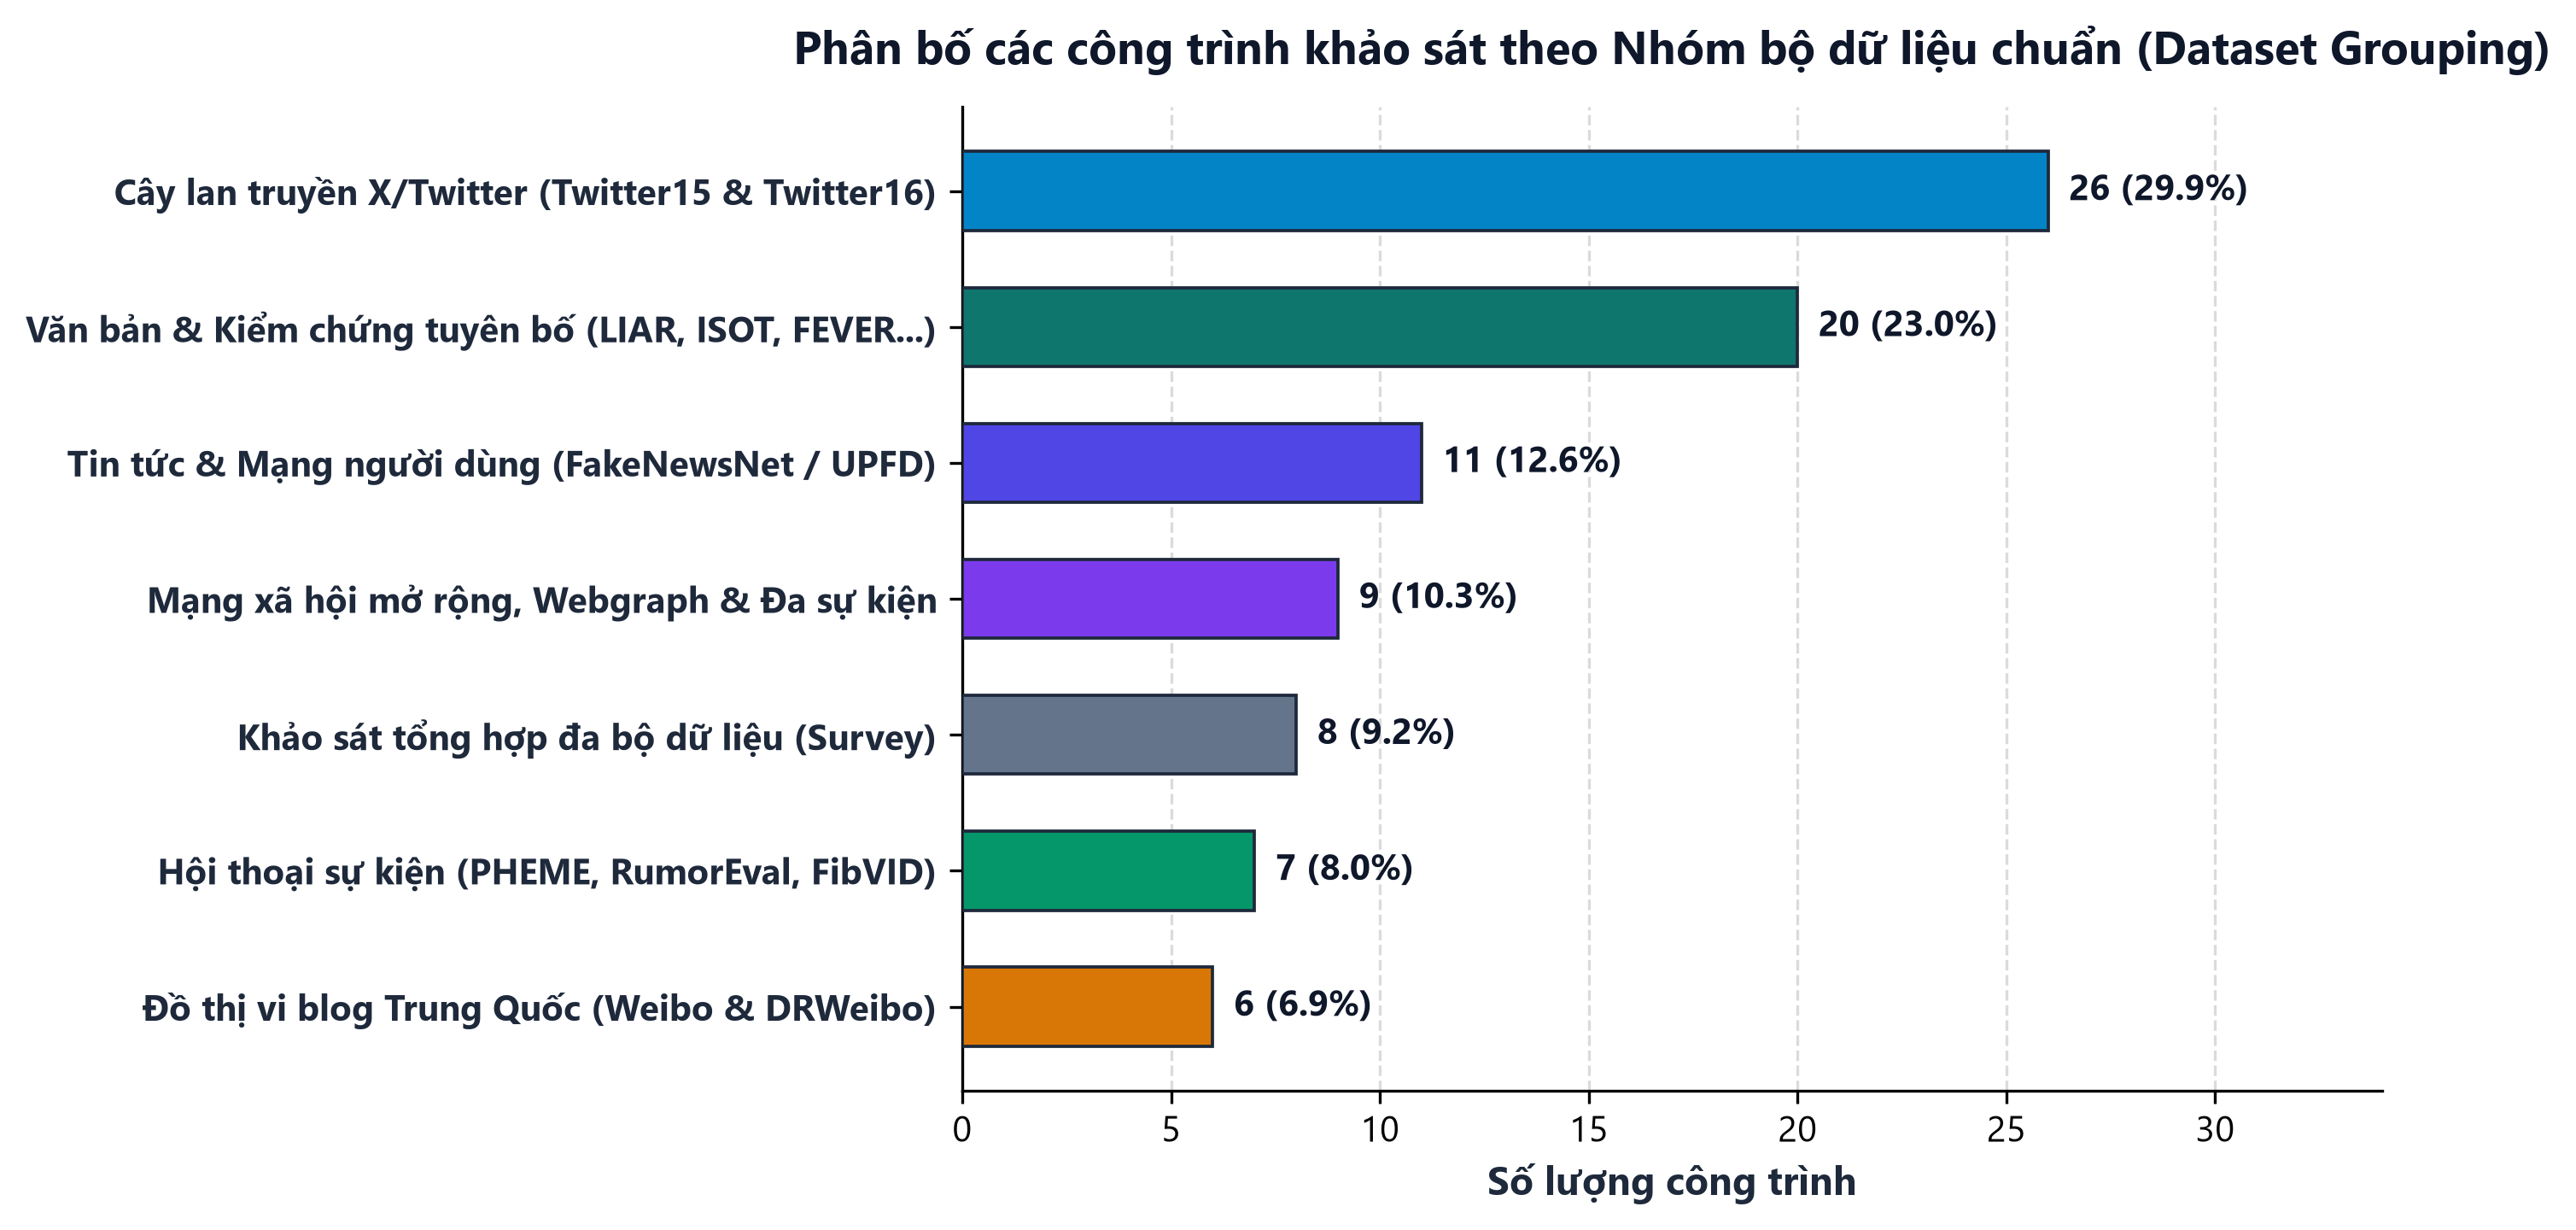 Phân bố các công trình khảo sát theo Nhóm bộ dữ liệu chuẩn (Dataset Grouping)
Cây lan truyền X/Twitter (Twitter15 & Twitter16)
26 (29.9%)
Văn bản & Kiểm chứng tuyên bố (LIAR, ISOT, FEVER...)
20 (23.0%)
Tin tức & Mạng người dùng (FakeNewsNet / UPFD)
11 (12.6%)
Mạng xã hội mở rộng, Webgraph & Đa sự kiện
9 (10.3%)
Khảo sát tổng hợp đa bộ dữ liệu (Survey)
8 (9.2%)
Hội thoại sự kiện (PHEME, RumorEval, FibVID)
7 (8.0%)
Đồ thị vi blog Trung Quốc (Weibo & DRWeibo)
6 (6.9%)
0 5 10 15 20 25 30
Số lượng công trình